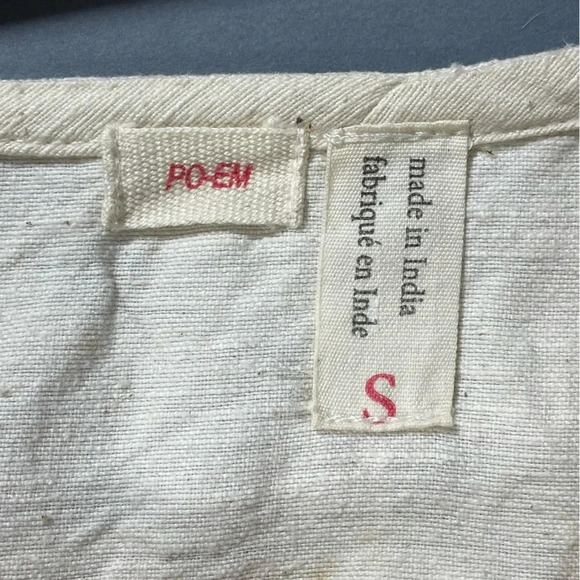 PO-EM
made in India
fabriqué en Inde
S